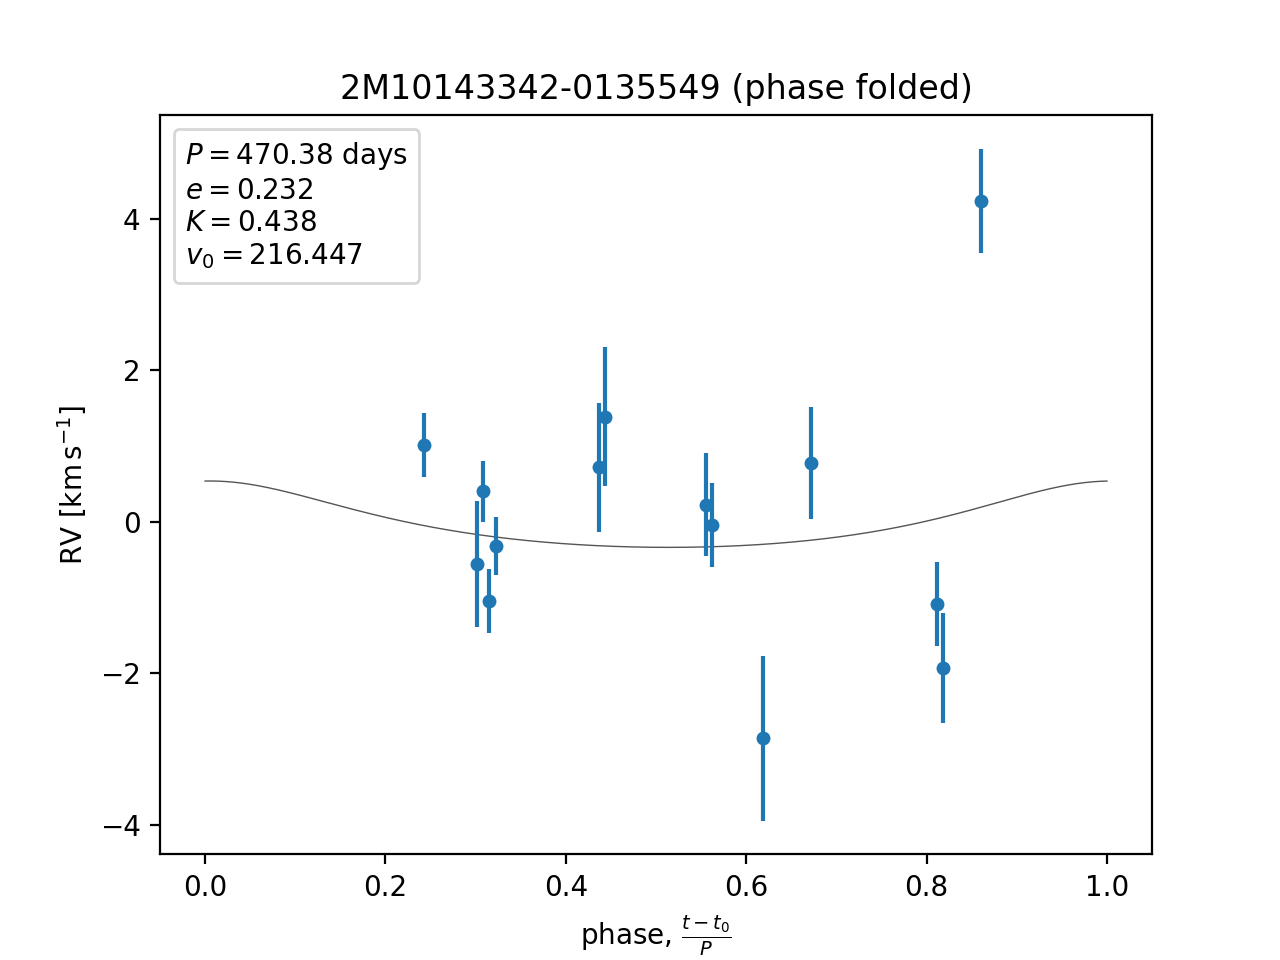 2M10143342-0135549 (phase folded)
P = 470.38 days
e = 0.232
K = 0.438
v₀ = 216.447
RV [km s⁻¹]
4
2
0
−2
−4
0.0 0.2 0.4 0.6 0.8 1.0
phase, (t − t₀)/P